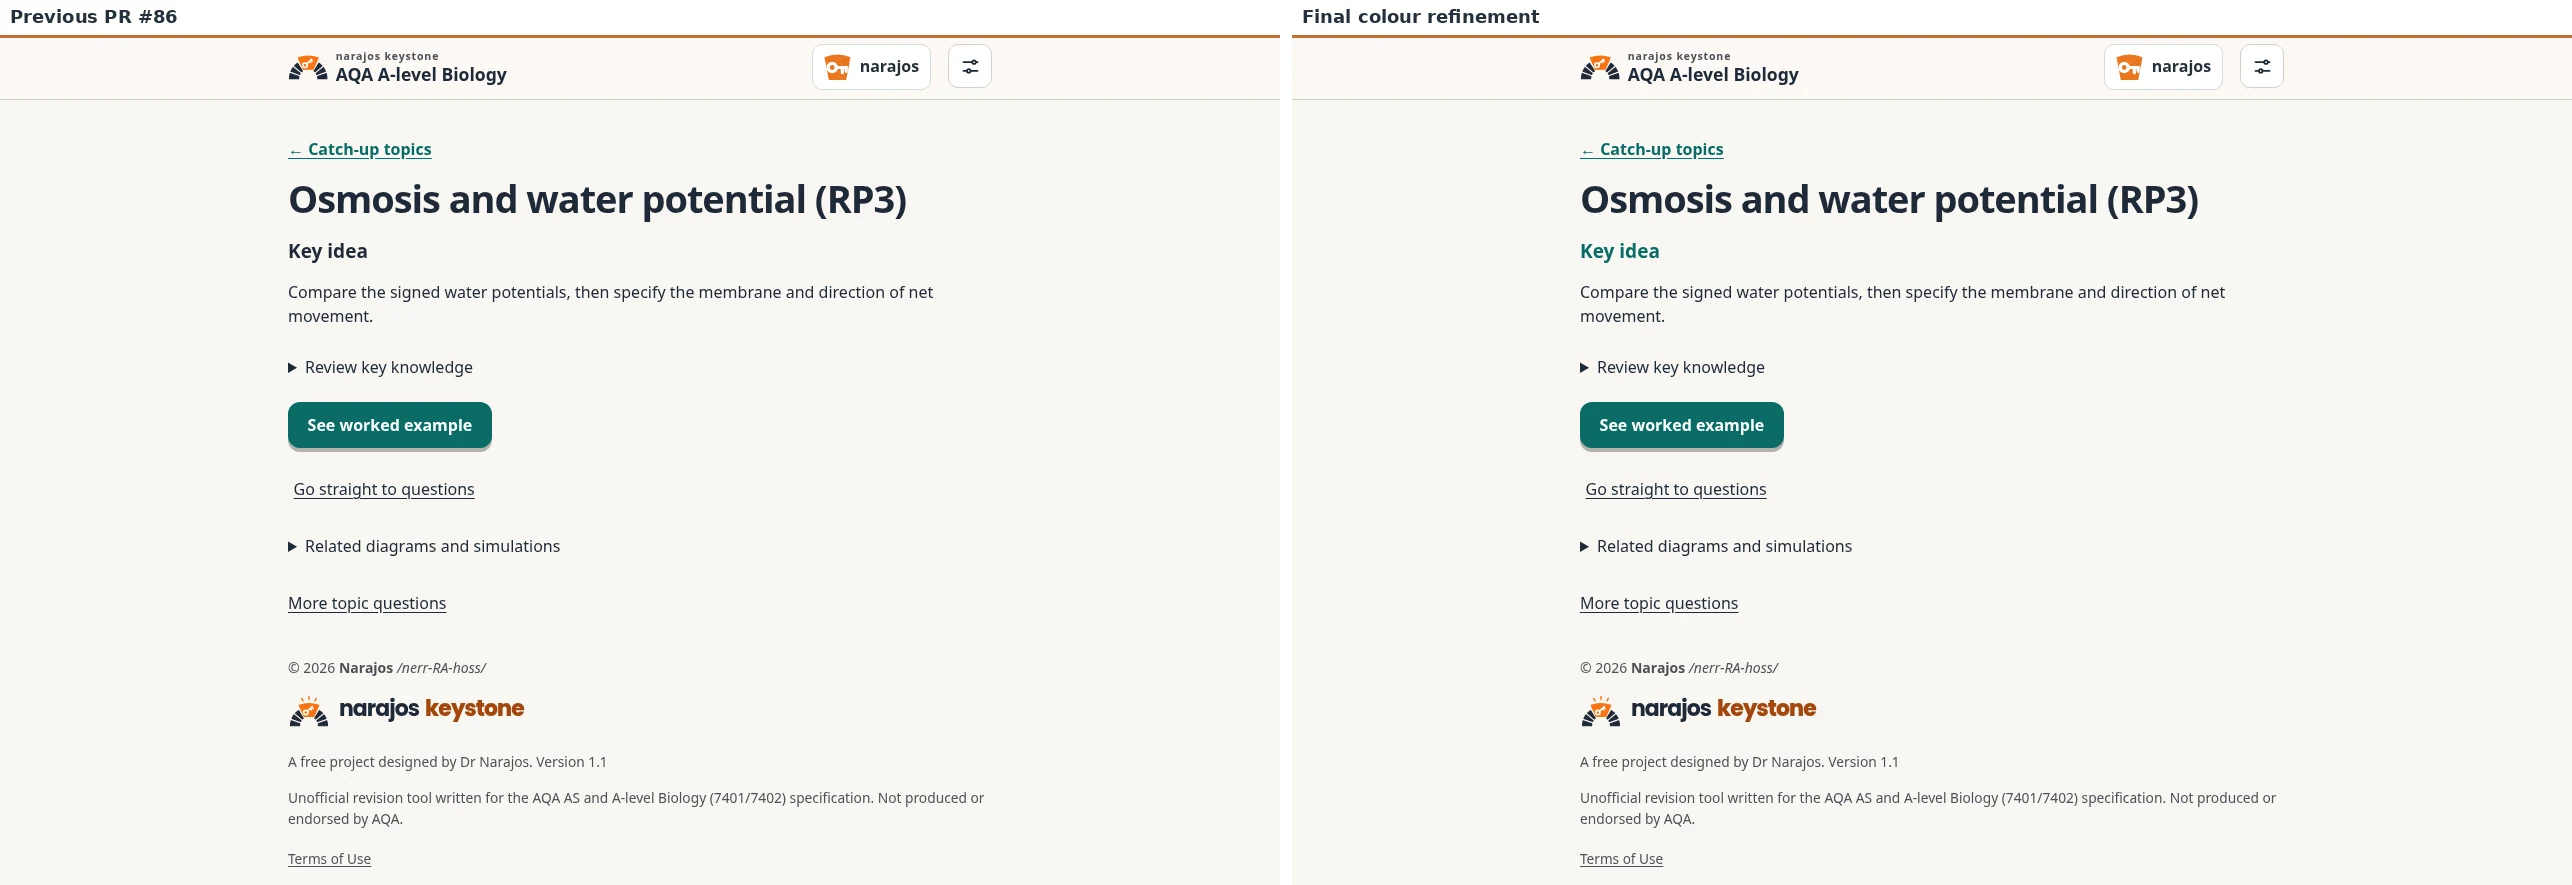 Previous PR #86
narajos keystone
AQA A-level Biology
narajos
← Catch-up topics
Osmosis and water potential (RP3)
Key idea
Compare the signed water potentials, then specify the membrane and direction of net
movement.
▶ Review key knowledge
See worked example
Go straight to questions
▶ Related diagrams and simulations
More topic questions
© 2026 Narajos /nerr-RA-hoss/
narajos keystone
A free project designed by Dr Narajos. Version 1.1
Unofficial revision tool written for the AQA AS and A-level Biology (7401/7402) specification. Not produced or
endorsed by AQA.
Terms of Use
Final colour refinement
narajos keystone
AQA A-level Biology
narajos
← Catch-up topics
Osmosis and water potential (RP3)
Key idea
Compare the signed water potentials, then specify the membrane and direction of net
movement.
▶ Review key knowledge
See worked example
Go straight to questions
▶ Related diagrams and simulations
More topic questions
© 2026 Narajos /nerr-RA-hoss/
narajos keystone
A free project designed by Dr Narajos. Version 1.1
Unofficial revision tool written for the AQA AS and A-level Biology (7401/7402) specification. Not produced or
endorsed by AQA.
Terms of Use